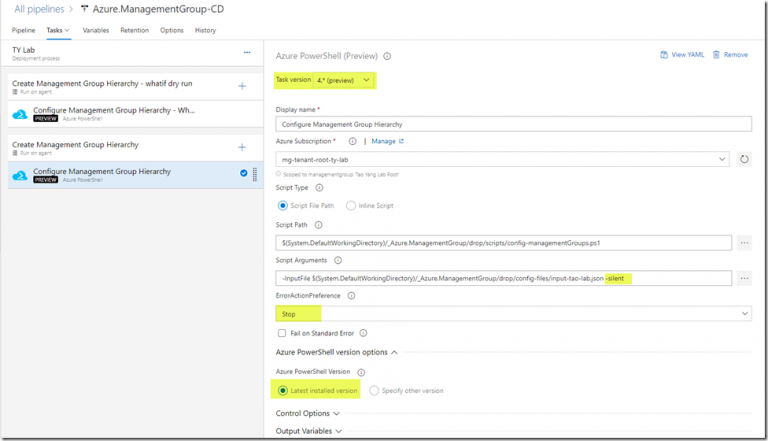 All pipelines > Azure.ManagementGroup-CD
Pipeline Tasks Variables Retention Options History
TY Lab
Deployment process
Create Management Group Hierarchy - whatif dry run
Run on agent
Configure Management Group Hierarchy - Wh...
PREVIEW Azure PowerShell
Create Management Group Hierarchy
Run on agent
Configure Management Group Hierarchy
PREVIEW Azure PowerShell
Azure PowerShell (Preview)
View YAML Remove
Task version 4.* (preview)
Display name *
Configure Management Group Hierarchy
Azure Subscription * | Manage
mg-tenant-root-ty-lab
Scoped to managementgroup 'Tao Yang Lab Root'
Script Type
Script File Path Inline Script
Script Path
$(System.DefaultWorkingDirectory)/_Azure.ManagementGroup/drop/scripts/config-managementGroups.ps1
Script Arguments
-InputFile $(System.DefaultWorkingDirectory)/_Azure.ManagementGroup/drop/config-files/input-tao-lab.json -silent
ErrorActionPreference
Stop
Fail on Standard Error
Azure PowerShell version options
Azure PowerShell Version
Latest installed version Specify other version
Control Options
Output Variables